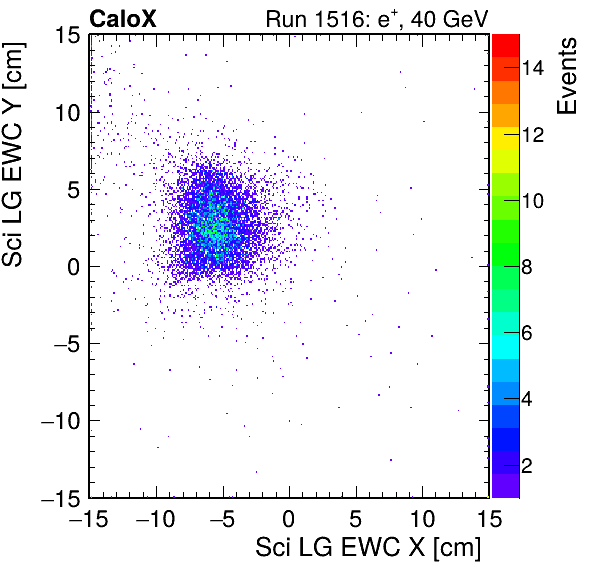 CaloX
Run 1516: e⁺, 40 GeV
Sci LG EWC Y [cm]
Events
15
10
5
0
−5
−10
−15
14
12
10
8
6
4
2
−15 −10 −5 0 5 10 15
Sci LG EWC X [cm]